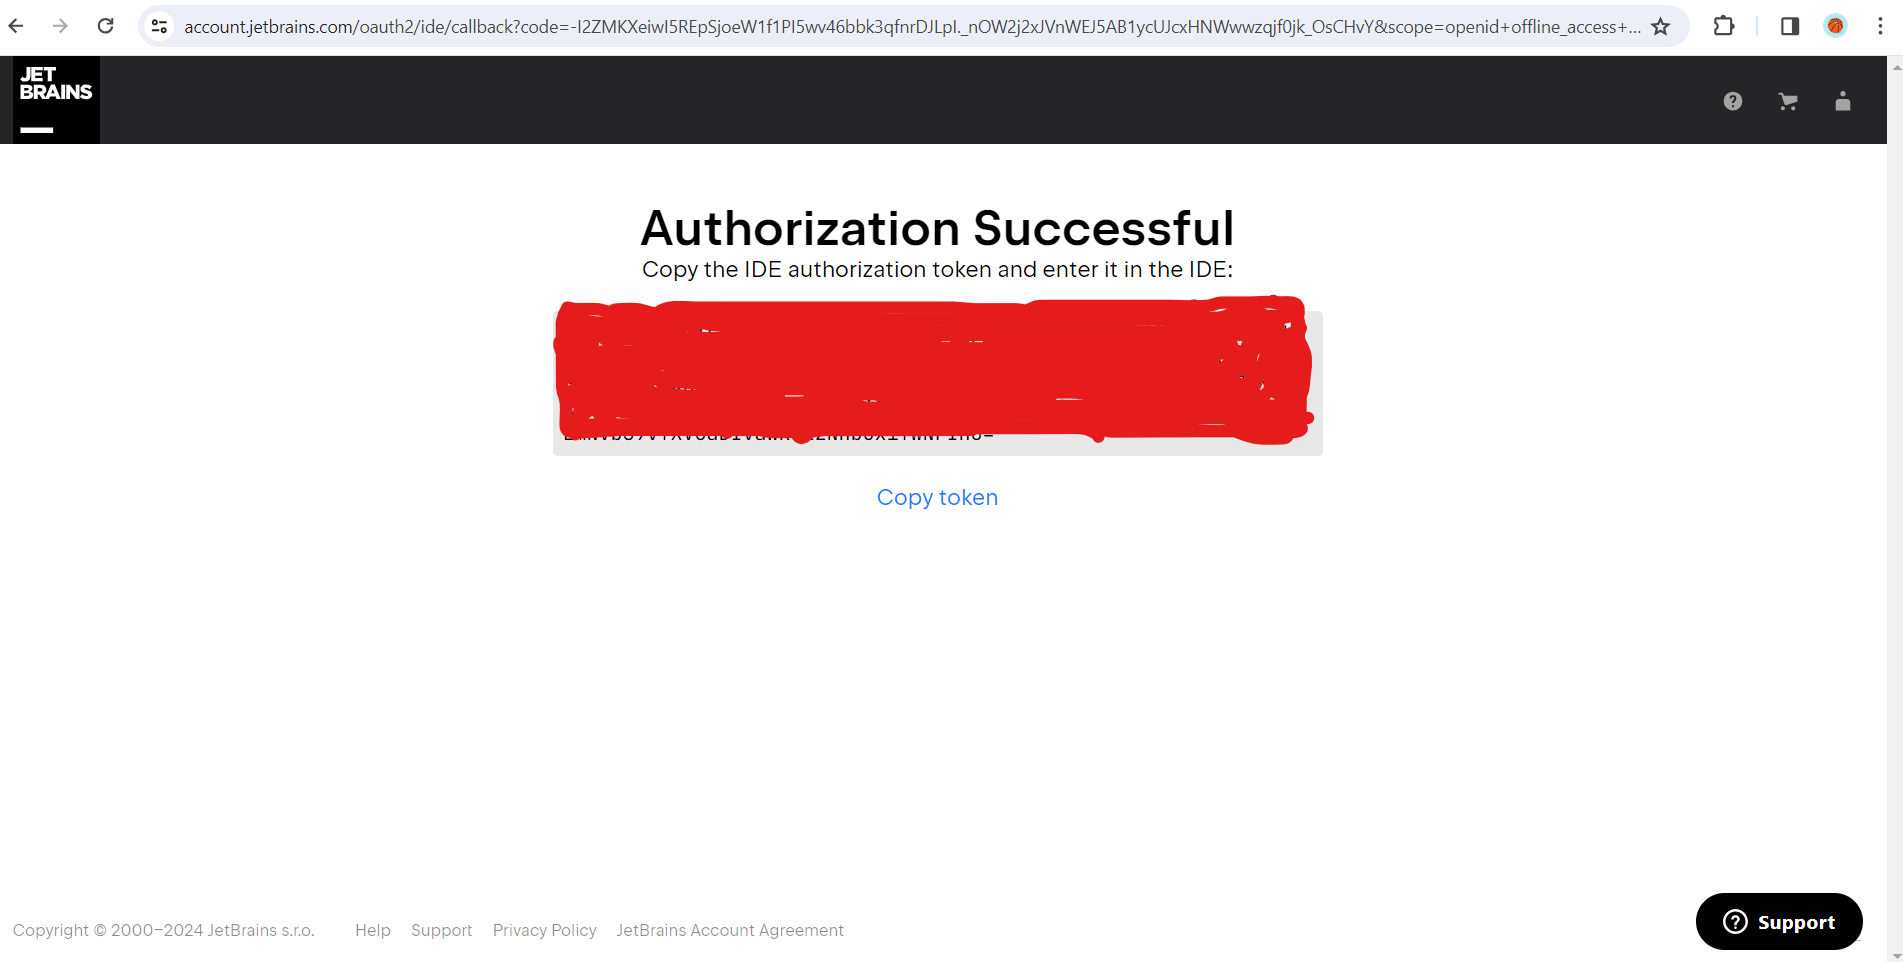 account.jetbrains.com/oauth2/ide/callback?code=-I2ZMKXeiwI5REpSjoeW1f1PI5wv46bbk3qfnrDJLpI._nOW2j2xJVnWEJ5AB1ycUJcxHNWwwzqjf0jk_OsCHvY&scope=openid+offline_access+...
JET
BRAINS
Authorization Successful
Copy the IDE authorization token and enter it in the IDE:
Copy token
Support
Copyright © 2000–2024 JetBrains s.r.o. Help Support Privacy Policy JetBrains Account Agreement